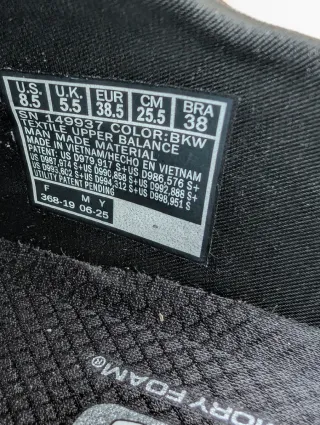 U.S. U.K. EUR CM BRA
8.5 5.5 38.5 25.5 38
SN 149937 COLOR:BKW
TEXTILE UPPER BALANCE
MAN MADE MATERIAL
MADE IN VIETNAM/HECHO EN VIETNAM
PATENT: US D979,917 S+US D986,576 S+
US D987,974 S+US D990,858 S+US D992,888 S+
US D993,602 S+US D994,312 S+US D998,951 S
UTILITY PATENT PENDING
F M Y
368-19 06-25
MORY FOAM®